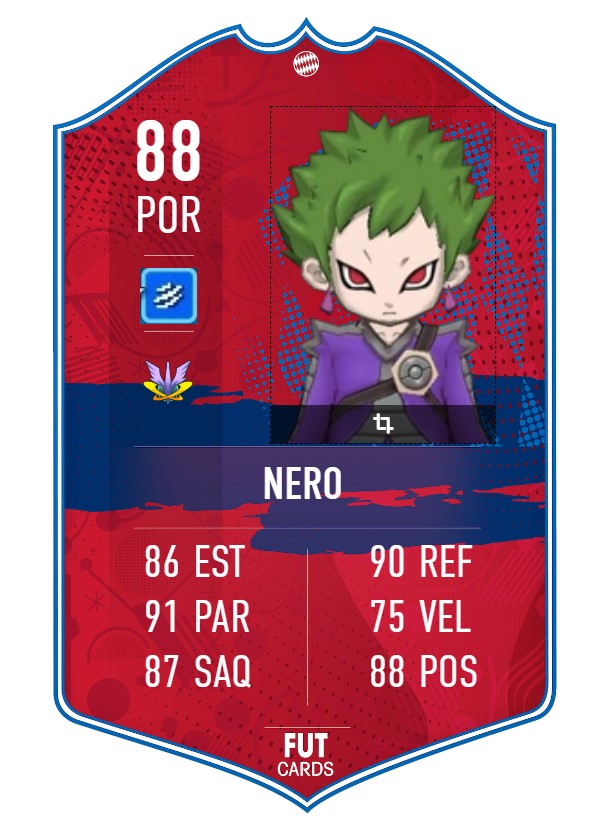 88
POR
NERO
86 EST
90 REF
91 PAR
75 VEL
87 SAQ
88 POS
FUT
CARDS